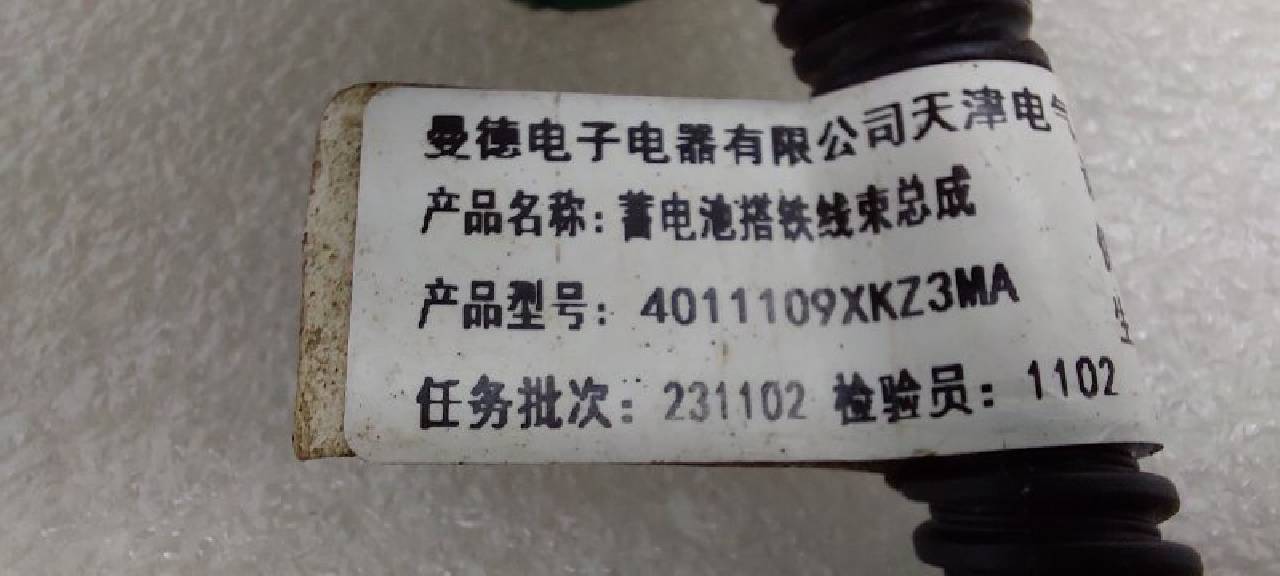 曼德电子电器有限公司天津电气
产品名称：蓄电池搭铁线束总成
产品型号：4011109XKZ3MA
任务批次：231102 检验员：1102